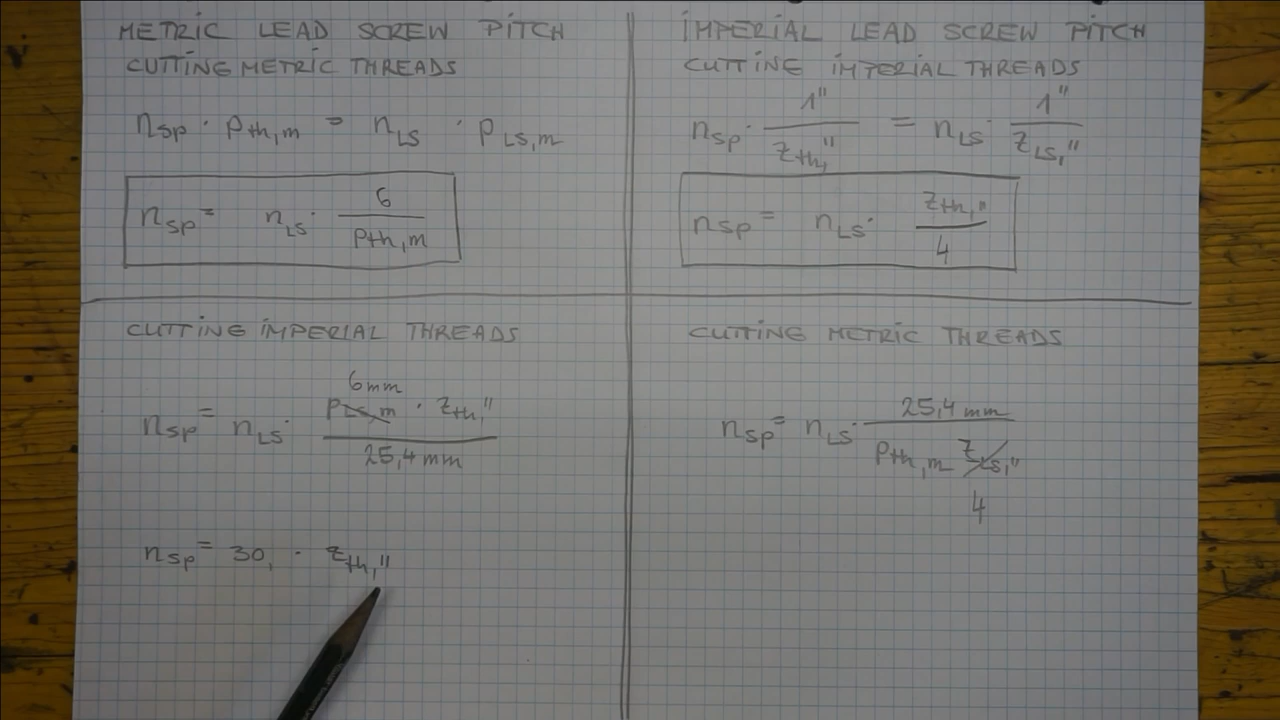 METRIC LEAD SCREW PITCH
CUTTING METRIC THREADS
n_SP · P_th,m = n_LS · P_LS,m
n_SP = n_LS · 6 / P_th,m
IMPERIAL LEAD SCREW PITCH
CUTTING IMPERIAL THREADS
n_SP · 1" / z_th," = n_LS · 1" / z_LS,"
n_SP = n_LS · z_th," / 4
CUTTING IMPERIAL THREADS
6mm
n_SP = n_LS · P_LS,m · z_th," / 25,4 mm
n_SP = 30, · z_th,"
CUTTING METRIC THREADS
n_SP = n_LS · 25,4 mm / P_th,m z_LS,"
4